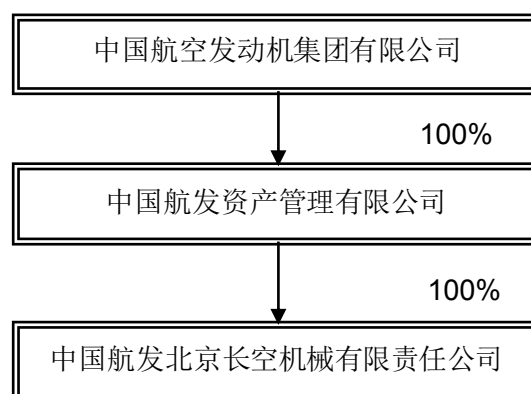 中国航空发动机集团有限公司
100%
中国航发资产管理有限公司
100%
中国航发北京长空机械有限责任公司